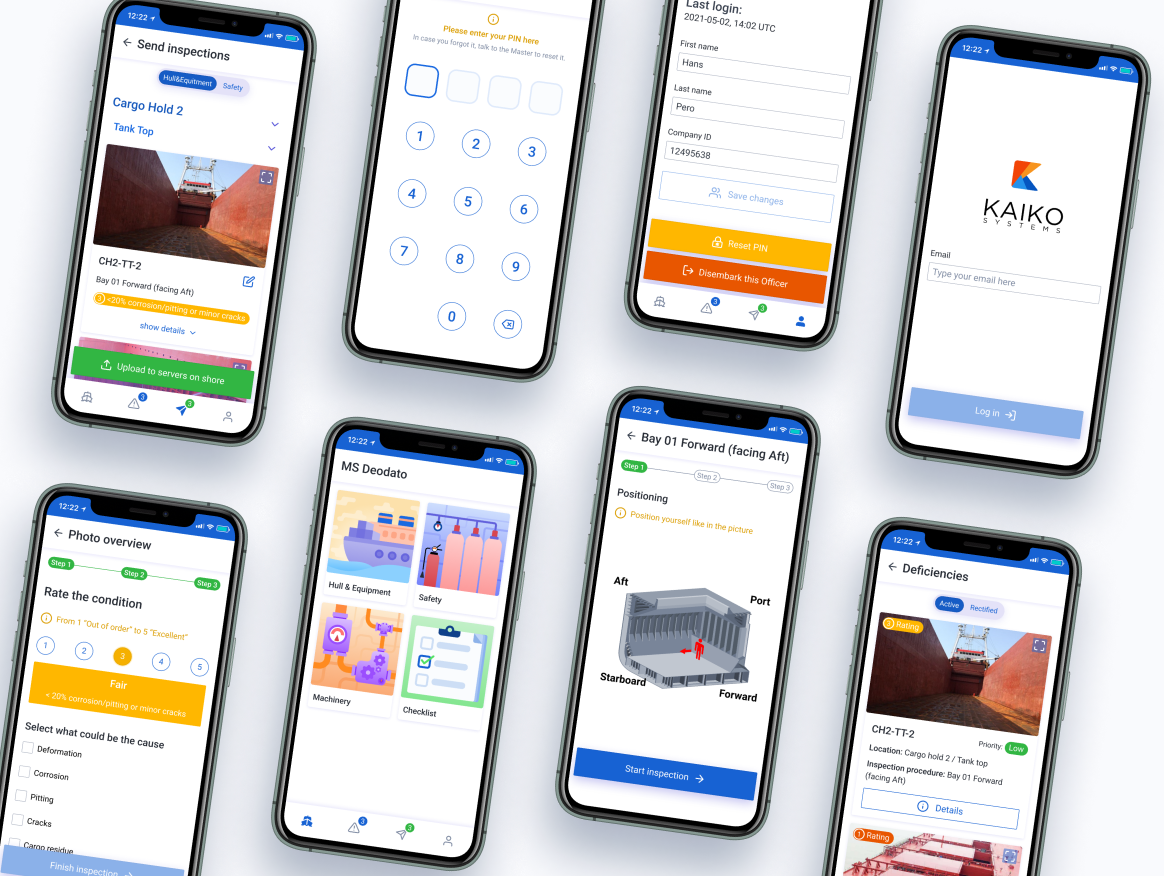 12:22
Send inspections
Hull&Equitment
Safety
Cargo Hold 2
Tank Top
CH2-TT-2
Bay 01 Forward (facing Aft)
3 <20% corrosion/pitting or minor cracks
show details
Upload to servers on shore
3
3
Please enter your PIN here
In case you forgot it, talk to the Master to reset it.
1
2
3
4
5
6
7
8
9
0
Last login:
2021-05-02, 14:02 UTC
First name
Hans
Last name
Pero
Company ID
12495638
Save changes
Reset PIN
Disembark this Officer
3
3
12:22
KAIKO
SYSTEMS
Email
Type your email here
Log in
12:22
Photo overview
Step 1
Step 2
Step 3
Rate the condition
From 1 "Out of order" to 5 "Excellent"
1
2
3
4
5
Fair
< 20% corrosion/pitting or minor cracks
Select what could be the cause
Deformation
Corrosion
Pitting
Cracks
Cargo residue
Finish inspection
12:22
MS Deodato
Hull & Equipment
Safety
Machinery
Checklist
3
3
12:22
Bay 01 Forward (facing Aft)
Step 1
Step 2
Step 3
Positioning
Position yourself like in the picture
Aft
Port
Starboard
Forward
Start inspection
12:22
Deficiencies
Active
Rectified
3 Rating
CH2-TT-2
Priority: Low
Location: Cargo hold 2 / Tank top
Inspection procedure: Bay 01 Forward
(facing Aft)
Details
1 Rating